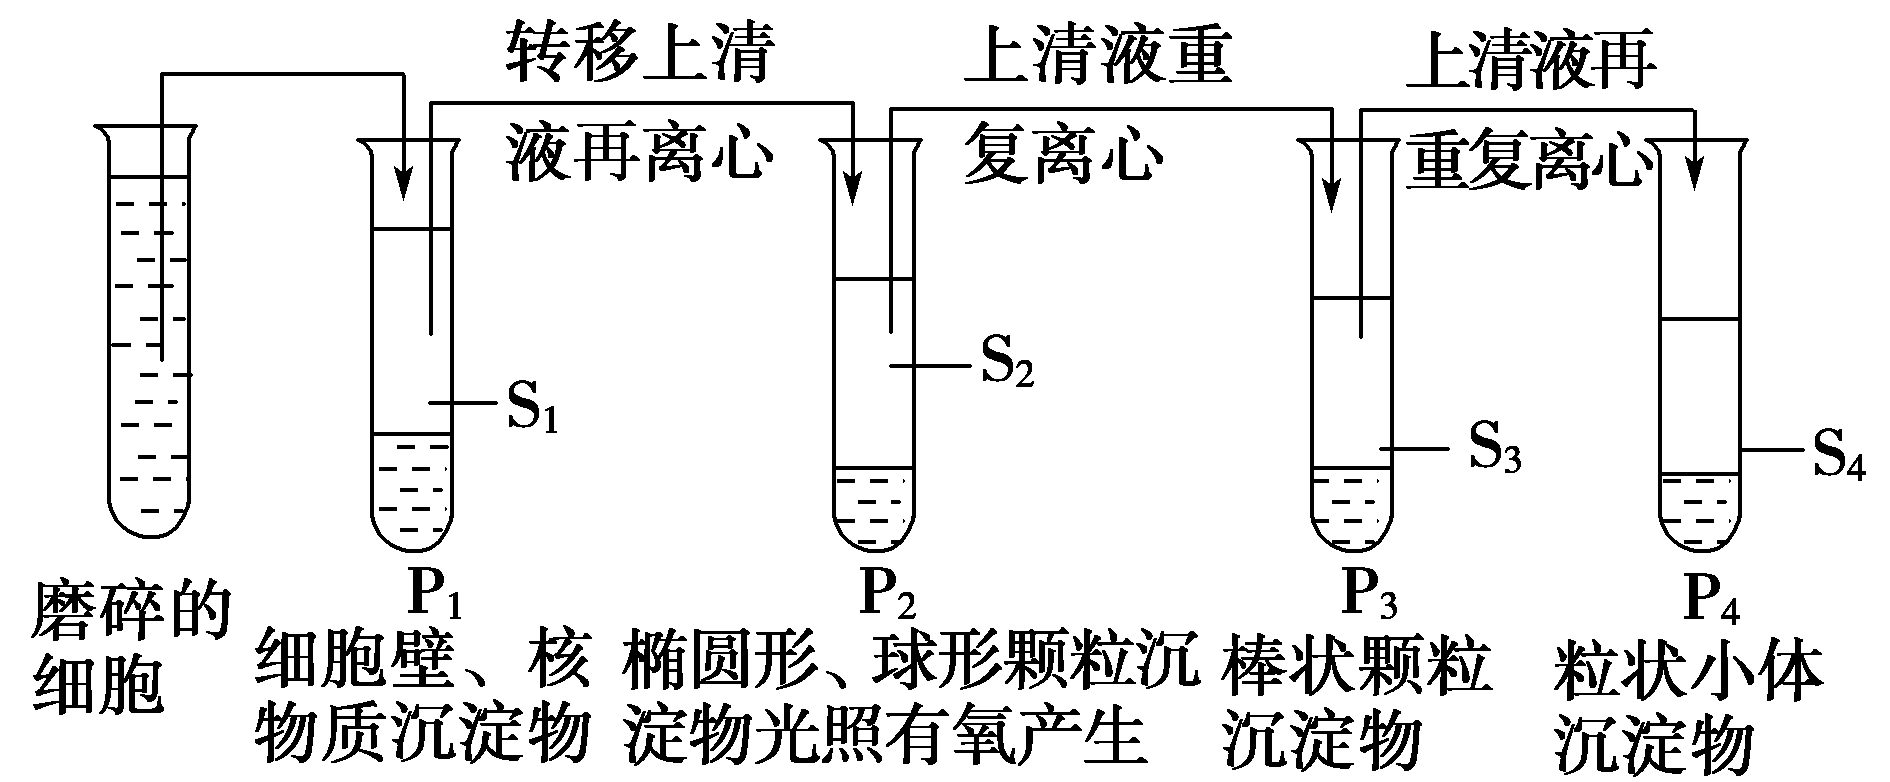 转移上清
液再离心
上清液重
复离心
上清液再
重复离心
S1
S2
S3
S4
P1
P2
P3
P4
磨碎的
细胞
细胞壁、核
物质沉淀物
椭圆形、球形颗粒沉
淀物光照有氧产生
棒状颗粒
沉淀物
粒状小体
沉淀物